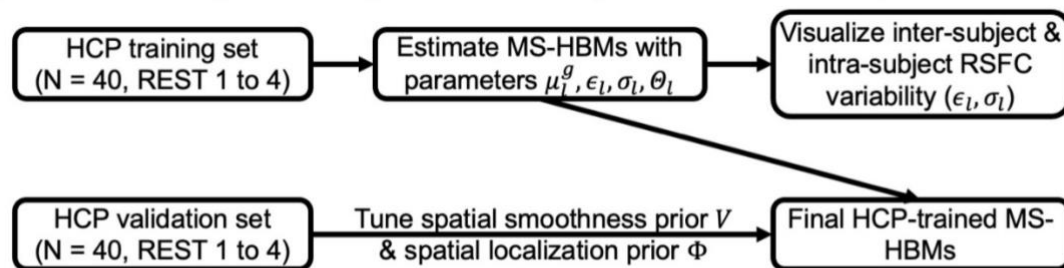 HCP training set
(N = 40, REST 1 to 4)
Estimate MS-HBMs with
parameters μ_l^g, ϵ_l, σ_l, Θ_l
Visualize inter-subject &
intra-subject RSFC
variability (ϵ_l, σ_l)
HCP validation set
(N = 40, REST 1 to 4)
Tune spatial smoothness prior V
& spatial localization prior Φ
Final HCP-trained MS-
HBMs